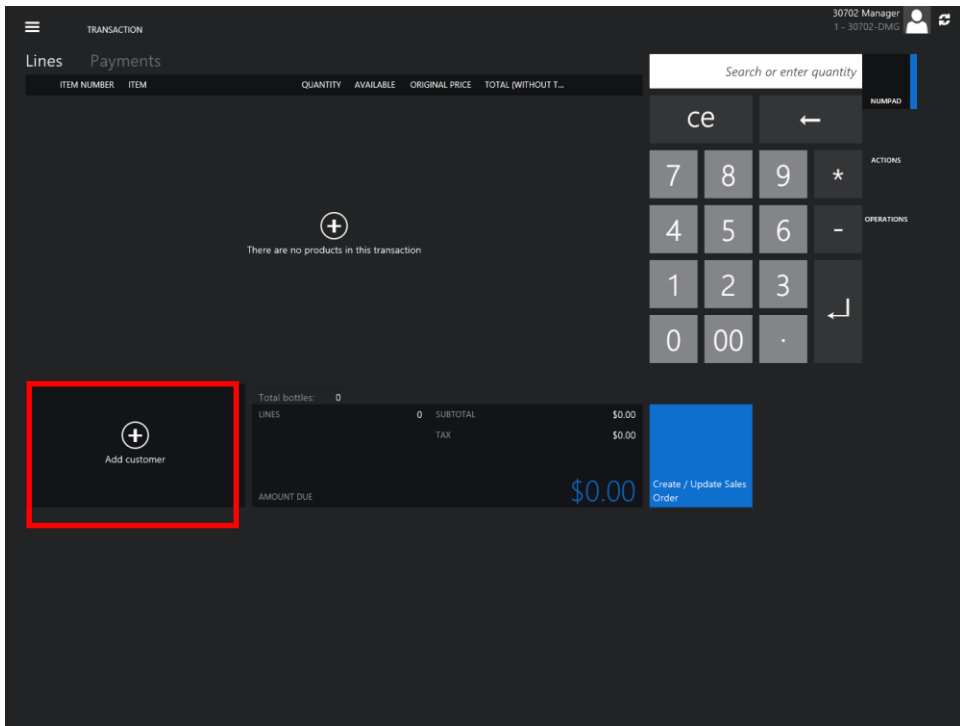 30702 Manager
TRANSACTION
1 - 30702-DMG
Lines Payments
ITEM NUMBER ITEM QUANTITY AVAILABLE ORIGINAL PRICE TOTAL (WITHOUT T...
Search or enter quantity
NUMPAD
ce ←
7 8 9 *
ACTIONS
4 5 6 -
OPERATIONS
There are no products in this transaction
1 2 3
0 00 .
Total bottles: 0
LINES 0 SUBTOTAL $0.00
TAX $0.00
Add customer
AMOUNT DUE $0.00
Create / Update Sales
Order